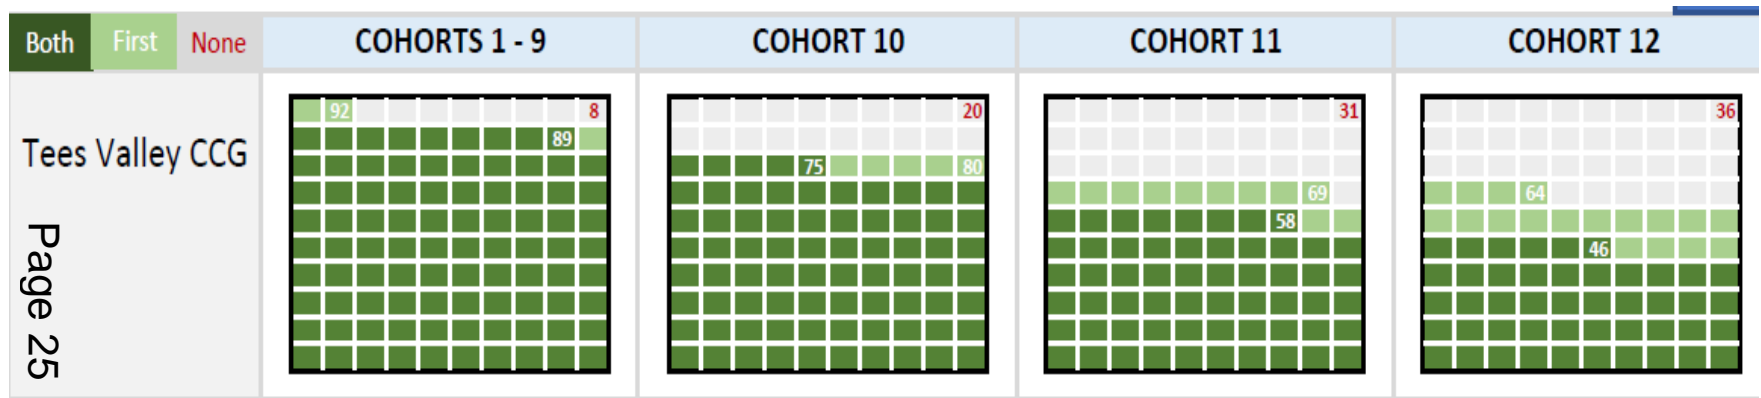 Both First None COHORTS 1 - 9 COHORT 10 COHORT 11 COHORT 12
92 8 20 31 36
Tees Valley CCG 89
75 80
69 64
58
46
Page 25